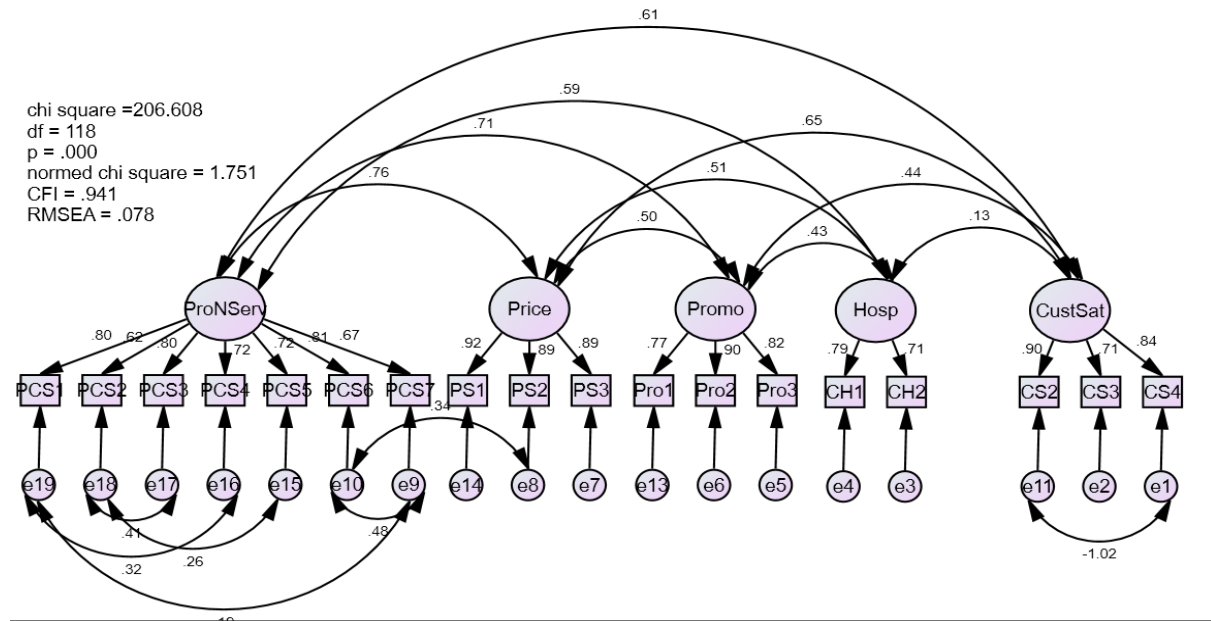 .61
chi square =206.608
df = 118
p = .000
normed chi square = 1.751
CFI = .941
RMSEA = .078
.59
.71
.65
.76
.51
.44
.50
.43
.13
ProNServ
Price
Promo
Hosp
CustSat
.80 .62 .80 .72 .72 .81 .67
.92 .89 .89
.77 .90 .82
.79 .71
.90 .71 .84
PCS1 PCS2 PCS3 PCS4 PCS5 PCS6 PCS7 PS1 PS2 PS3 Pro1 Pro2 Pro3 CH1 CH2 CS2 CS3 CS4
.34
e19 e18 e17 e16 e15 e10 e9 e14 e8 e7 e13 e6 e5 e4 e3 e11 e2 e1
.41
.48
.26
.32
-1.02